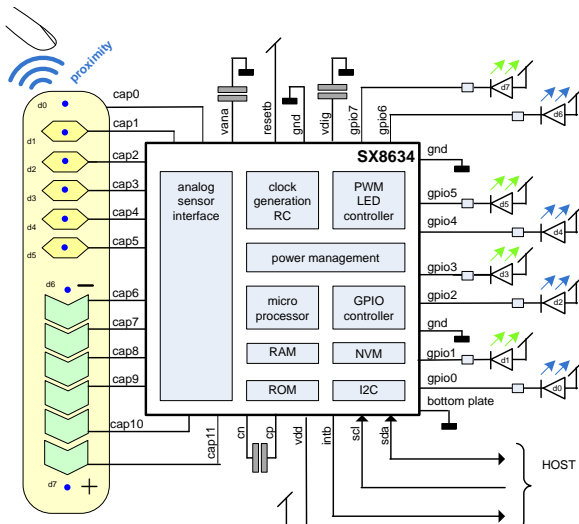 proximity
d0
cap0
d1
cap1
cap2
d2
cap3
d3
cap4
d4
cap5
d5
d6
cap6
cap7
cap8
cap9
cap10
cap11
d7
vana
resetb
gnd
vdig
gpio7
gpio6
d7
d6
SX8634
gnd
analog
sensor
interface
clock
generation
RC
PWM
LED
controller
gpio5
d5
gpio4
d4
power management
gpio3
d3
gpio2
d2
micro
processor
GPIO
controller
gnd
RAM
NVM
gpio1
d1
ROM
I2C
gpio0
d0
bottom plate
cn
cp
vdd
intb
scl
sda
HOST